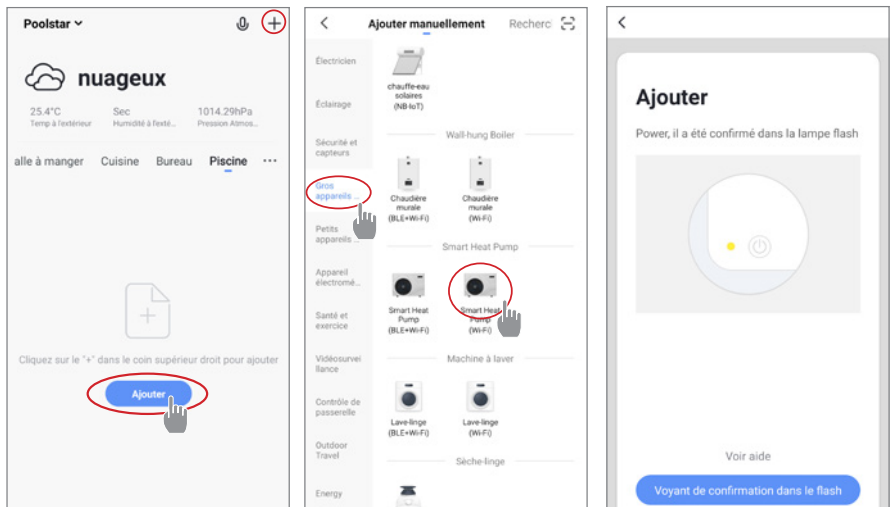 Poolstar
nuageux
25.4°C Sec 1014.29hPa
Temp à l'extérieur Humidité à l'exté... Pression Atmos...
alle à manger Cuisine Bureau Piscine ...
Cliquez sur le "+" dans le coin supérieur droit pour ajouter
Ajouter
Ajouter manuellement Recherc
Électricien
Éclairage
Sécurité et
capteurs
Gros
appareils ...
Petits
appareils ...
Appareil
électromé...
Santé et
exercice
Vidéosurvei
llance
Contrôle de
passerelle
Outdoor
Travel
Energy
chauffe-eau
solaires
(NB-IoT)
Wall-hung Boiler
Chaudière
murale
(BLE+Wi-Fi)
Chaudière
murale
(Wi-Fi)
Smart Heat Pump
Smart Heat
Pump
(BLE+Wi-Fi)
Smart Heat
Pump
(Wi-Fi)
Machine à laver
Lave-linge
(BLE+Wi-Fi)
Lave-linge
(Wi-Fi)
Sèche-linge
Ajouter
Power, il a été confirmé dans la lampe flash
Voir aide
Voyant de confirmation dans le flash